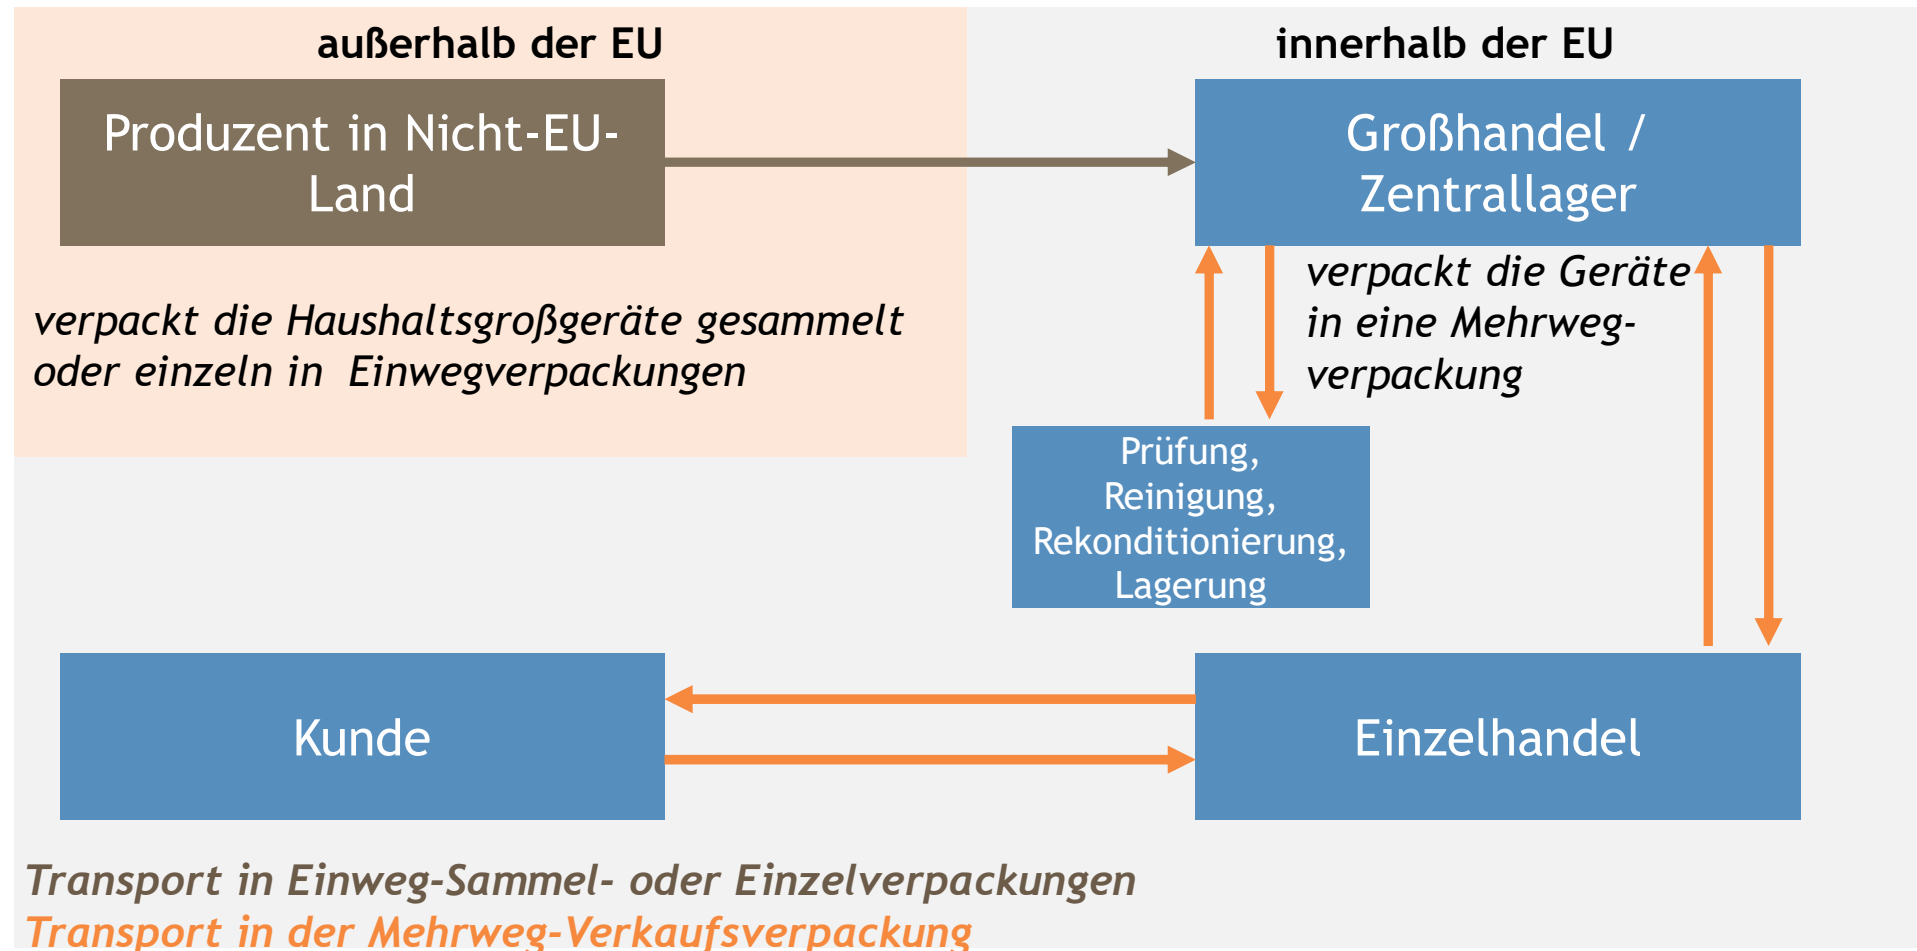 außerhalb der EU
innerhalb der EU
Produzent in Nicht-EU-
Land
Großhandel /
Zentrallager
verpackt die Haushaltsgroßgeräte gesammelt
oder einzeln in Einwegverpackungen
verpackt die Geräte
in eine Mehrweg-
verpackung
Prüfung,
Reinigung,
Rekonditionierung,
Lagerung
Kunde
Einzelhandel
Transport in Einweg-Sammel- oder Einzelverpackungen
Transport in der Mehrweg-Verkaufsverpackung